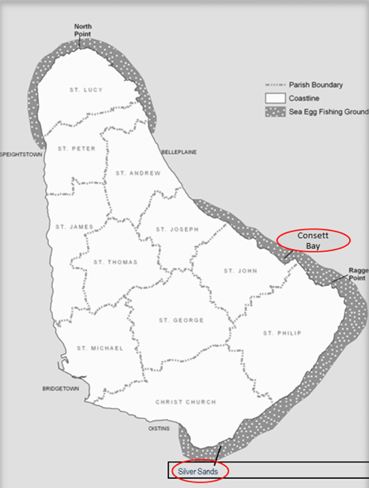 North
Point
ST. LUCY
Parish Boundary
Coastline
Sea Egg Fishing Ground
SPEIGHTSTOWN
ST. PETER
BELLEPLAINE
ST. ANDREW
ST. JAMES
ST. JOSEPH
Consett
Bay
ST. THOMAS
ST. JOHN
Ragged
Point
ST. GEORGE
ST. PHILIP
ST. MICHAEL
BRIDGETOWN
CHRIST CHURCH
OISTINS
Silver Sands